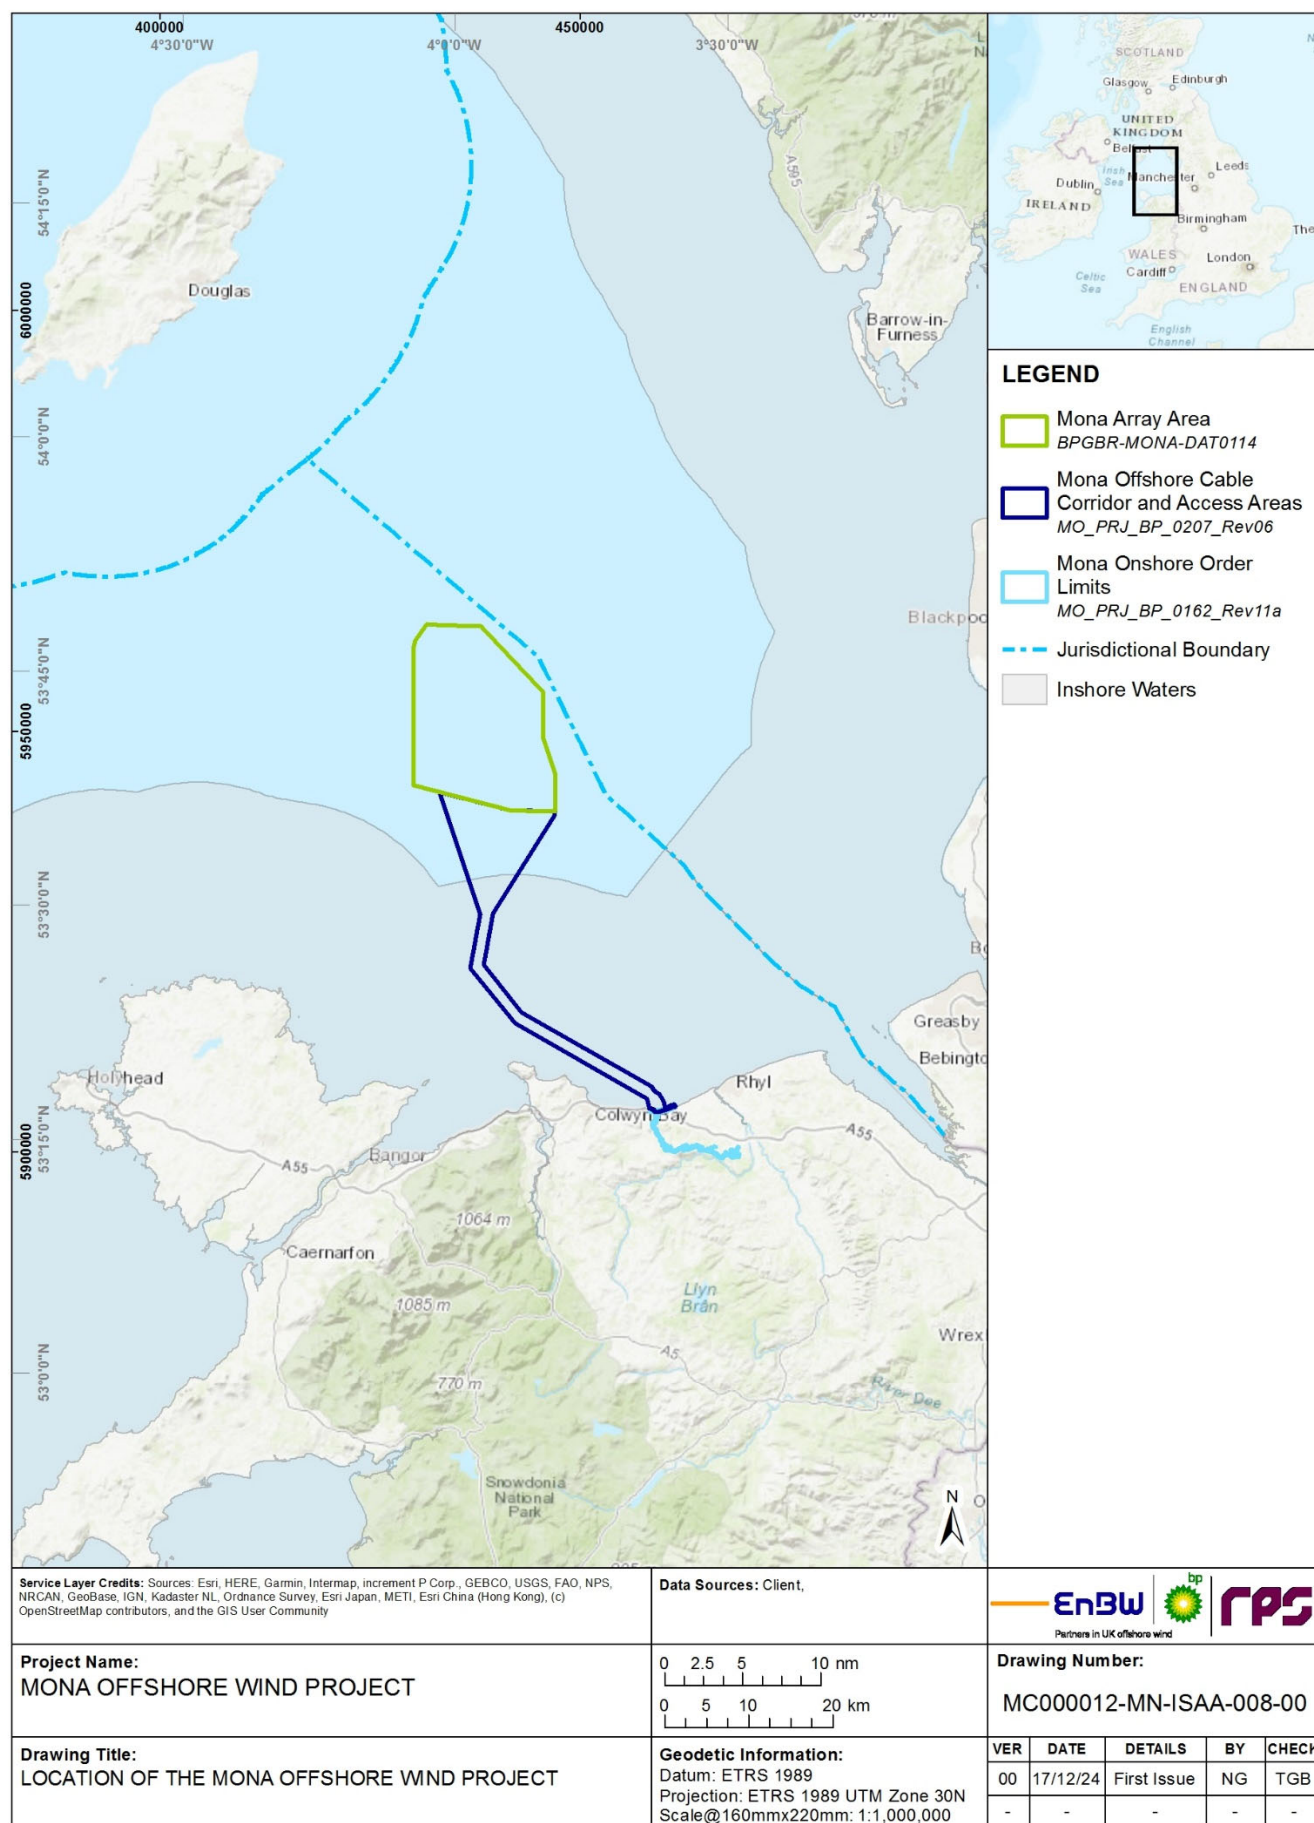 400000
450000
4°30'0"W
4°0'0"W
3°30'0"W
54°15'0"N
6000000
54°0'0"N
53°45'0"N
5950000
53°30'0"N
5900000
53°15'0"N
53°0'0"N
A595
Douglas
Barrow-in-
Furness
Blackpoo
Greasby
Bebingto
Holyhead
Rhyl
Colwyn Bay
A55
Bangor
A55
1064 m
Caernarfon
Llyn
Brân
1085 m
Wrex
A5
770 m
River Dee
Snowdonia
National
Park
N
SCOTLAND
Glasgow
Edinburgh
UNITED
KINGDOM
Belfast
Irish
Sea
Leeds
Manchester
Dublin
IRELAND
Birmingham
The
WALES
London
Cardiff
Celtic
Sea
ENGLAND
English
Channel
LEGEND
Mona Array Area
BPGBR-MONA-DAT0114
Mona Offshore Cable
Corridor and Access Areas
MO_PRJ_BP_0207_Rev06
Mona Onshore Order
Limits
MO_PRJ_BP_0162_Rev11a
Jurisdictional Boundary
Inshore Waters
Service Layer Credits: Sources: Esri, HERE, Garmin, Intermap, increment P Corp., GEBCO, USGS, FAO, NPS,
NRCAN, GeoBase, IGN, Kadaster NL, Ordnance Survey, Esri Japan, METI, Esri China (Hong Kong), (c)
OpenStreetMap contributors, and the GIS User Community
Data Sources: Client,
EnBW
bp
rps
Partners in UK offshore wind
Project Name:
MONA OFFSHORE WIND PROJECT
0 2.5 5 10 nm
0 5 10 20 km
Drawing Number:
MC000012-MN-ISAA-008-00
Drawing Title:
LOCATION OF THE MONA OFFSHORE WIND PROJECT
Geodetic Information:
Datum: ETRS 1989
Projection: ETRS 1989 UTM Zone 30N
Scale@160mmx220mm: 1:1,000,000
VER DATE DETAILS BY CHECK
00 17/12/24 First Issue NG TGB
- - - - -